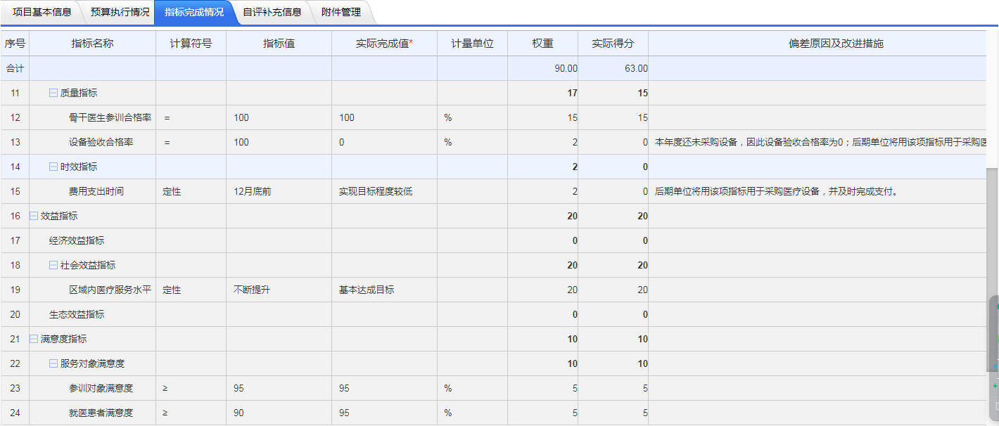 项目基本信息 预算执行情况 指标完成情况 自评补充信息 附件管理
序号 指标名称 计算符号 指标值 实际完成值* 计量单位 权重 实际得分 偏差原因及改进措施
合计 90.00 63.00
11 质量指标 17 15
12 骨干医生参训合格率 = 100 100 % 15 15
13 设备验收合格率 = 100 0 % 2 0 本年度还未采购设备，因此设备验收合格率为0；后期单位将用该项指标用于采购医
14 时效指标 2 0
15 费用支出时间 定性 12月底前 实现目标程度较低 2 0 后期单位将用该项指标用于采购医疗设备，并及时完成支付。
16 效益指标 20 20
17 经济效益指标 0 0
18 社会效益指标 20 20
19 区域内医疗服务水平 定性 不断提升 基本达成目标 20 20
20 生态效益指标 0 0
21 满意度指标 10 10
22 服务对象满意度 10 10
23 参训对象满意度 ≥ 95 95 % 5 5
24 就医患者满意度 ≥ 90 95 % 5 5